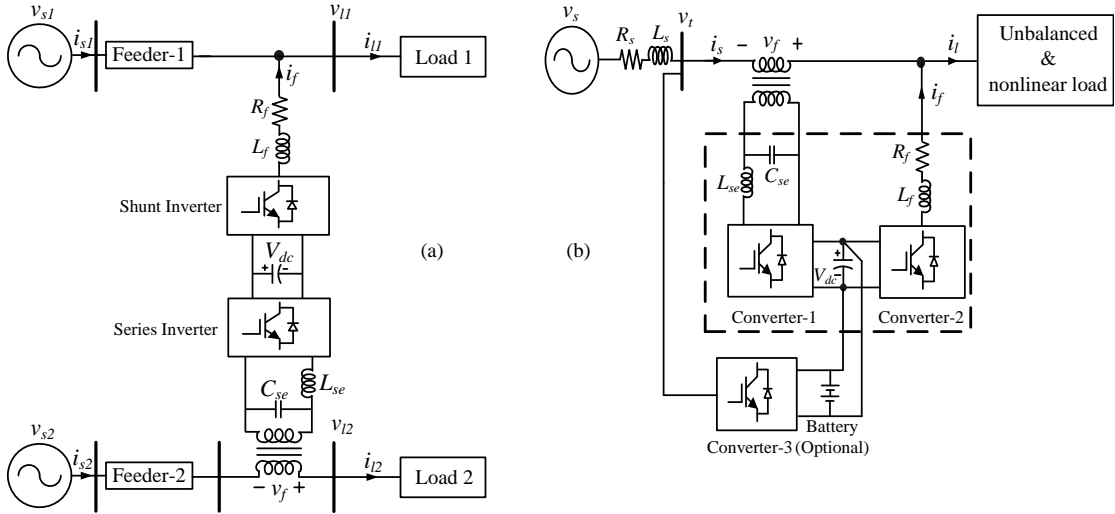 v_s1
i_s1
Feeder-1
v_l1
i_l1
Load 1
i_f
R_f
L_f
Shunt Inverter
V_dc
+ -
Series Inverter
L_se
C_se
v_s2
i_s2
Feeder-2
- v_f +
v_l2
i_l2
Load 2
(a)
(b)
v_s
R_s
L_s
v_t
i_s
- v_f +
i_l
Unbalanced
&
nonlinear load
i_f
R_f
L_f
L_se
C_se
+
V_dc
-
Converter-1
Converter-2
Battery
Converter-3 (Optional)